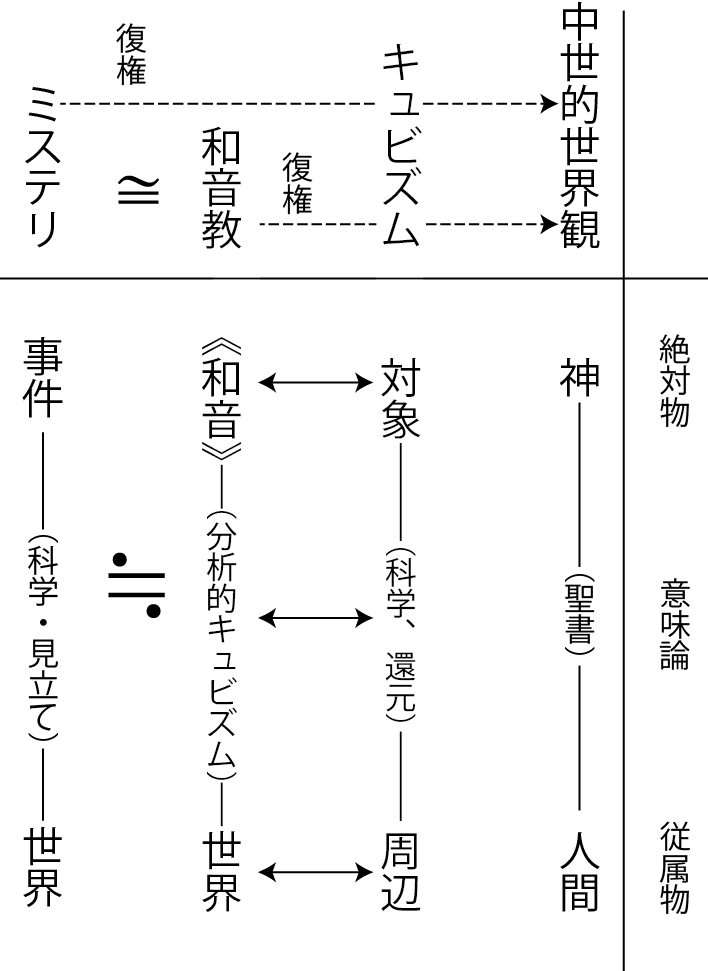 絶対物
意味論
従属物
中世的世界観
神
(聖書)
人間
キュビズム
対象
(科学、還元)
周辺
復権
和音教
《和音》
(分析的キュビズム)
世界
≅
≒
復権
ミステリ
事件
(科学・見立て)
世界